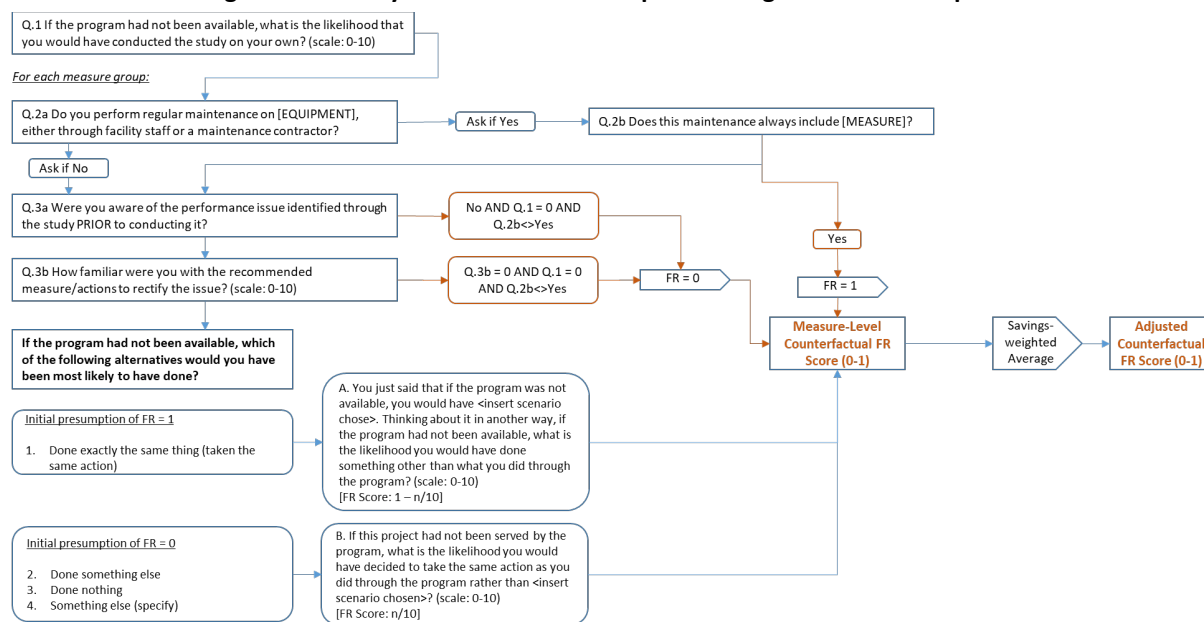 Q.1 If the program had not been available, what is the likelihood that
you would have conducted the study on your own? (scale: 0-10)
For each measure group:
Q.2a Do you perform regular maintenance on [EQUIPMENT],
either through facility staff or a maintenance contractor?
Ask if Yes
Q.2b Does this maintenance always include [MEASURE]?
Ask if No
Q.3a Were you aware of the performance issue identified through
the study PRIOR to conducting it?
No AND Q.1 = 0 AND
Q.2b<>Yes
Yes
Q.3b How familiar were you with the recommended
measure/actions to rectify the issue? (scale: 0-10)
Q.3b = 0 AND Q.1 = 0
AND Q.2b<>Yes
FR = 0
FR = 1
If the program had not been available, which
of the following alternatives would you have
been most likely to have done?
Measure-Level
Counterfactual FR
Score (0-1)
Savings-
weighted
Average
Adjusted
Counterfactual
FR Score (0-1)
Initial presumption of FR = 1
1. Done exactly the same thing (taken the
same action)
A. You just said that if the program was not
available, you would have <insert scenario
chose>. Thinking about it in another way, if
the program had not been available, what is
the likelihood you would have done
something other than what you did through
the program? (scale: 0-10)
[FR Score: 1 – n/10]
Initial presumption of FR = 0
2. Done something else
3. Done nothing
4. Something else (specify)
B. If this project had not been served by the
program, what is the likelihood you would
have decided to take the same action as you
did through the program rather than <insert
scenario chosen>? (scale: 0-10)
[FR Score: n/10]